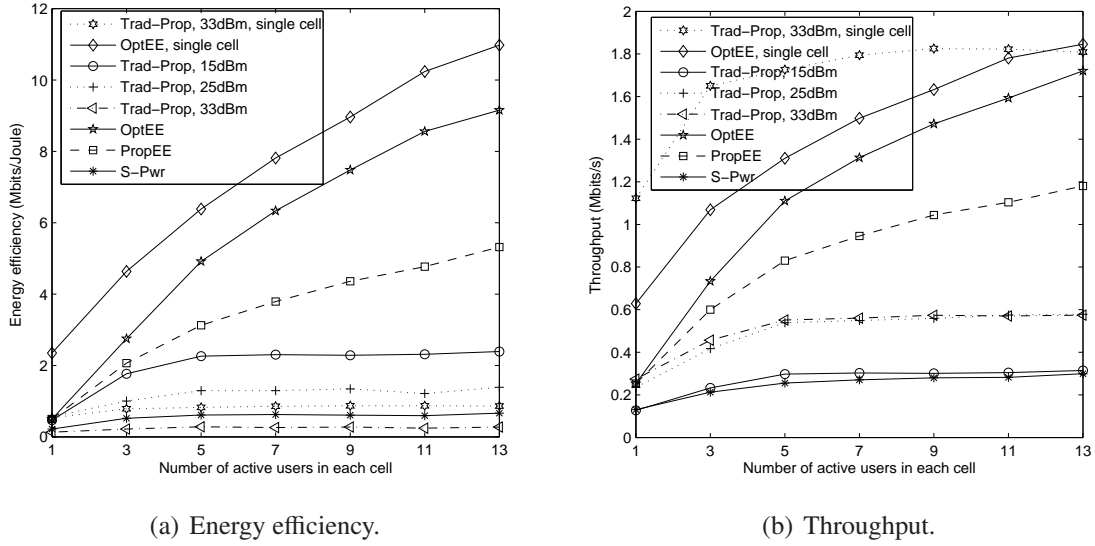 12
10
8
6
4
2
0
Energy efficiency (Mbits/Joule)
Trad−Prop, 33dBm, single cell
OptEE, single cell
Trad−Prop, 15dBm
Trad−Prop, 25dBm
Trad−Prop, 33dBm
OptEE
PropEE
S−Pwr
1 3 5 7 9 11 13
Number of active users in each cell
(a) Energy efficiency.
2
1.8
1.6
1.4
1.2
1
0.8
0.6
0.4
0.2
0
Throughput (Mbits/s)
Trad−Prop, 33dBm, single cell
OptEE, single cell
Trad−Prop, 15dBm
Trad−Prop, 25dBm
Trad−Prop, 33dBm
OptEE
PropEE
S−Pwr
1 3 5 7 9 11 13
Number of active users in each cell
(b) Throughput.